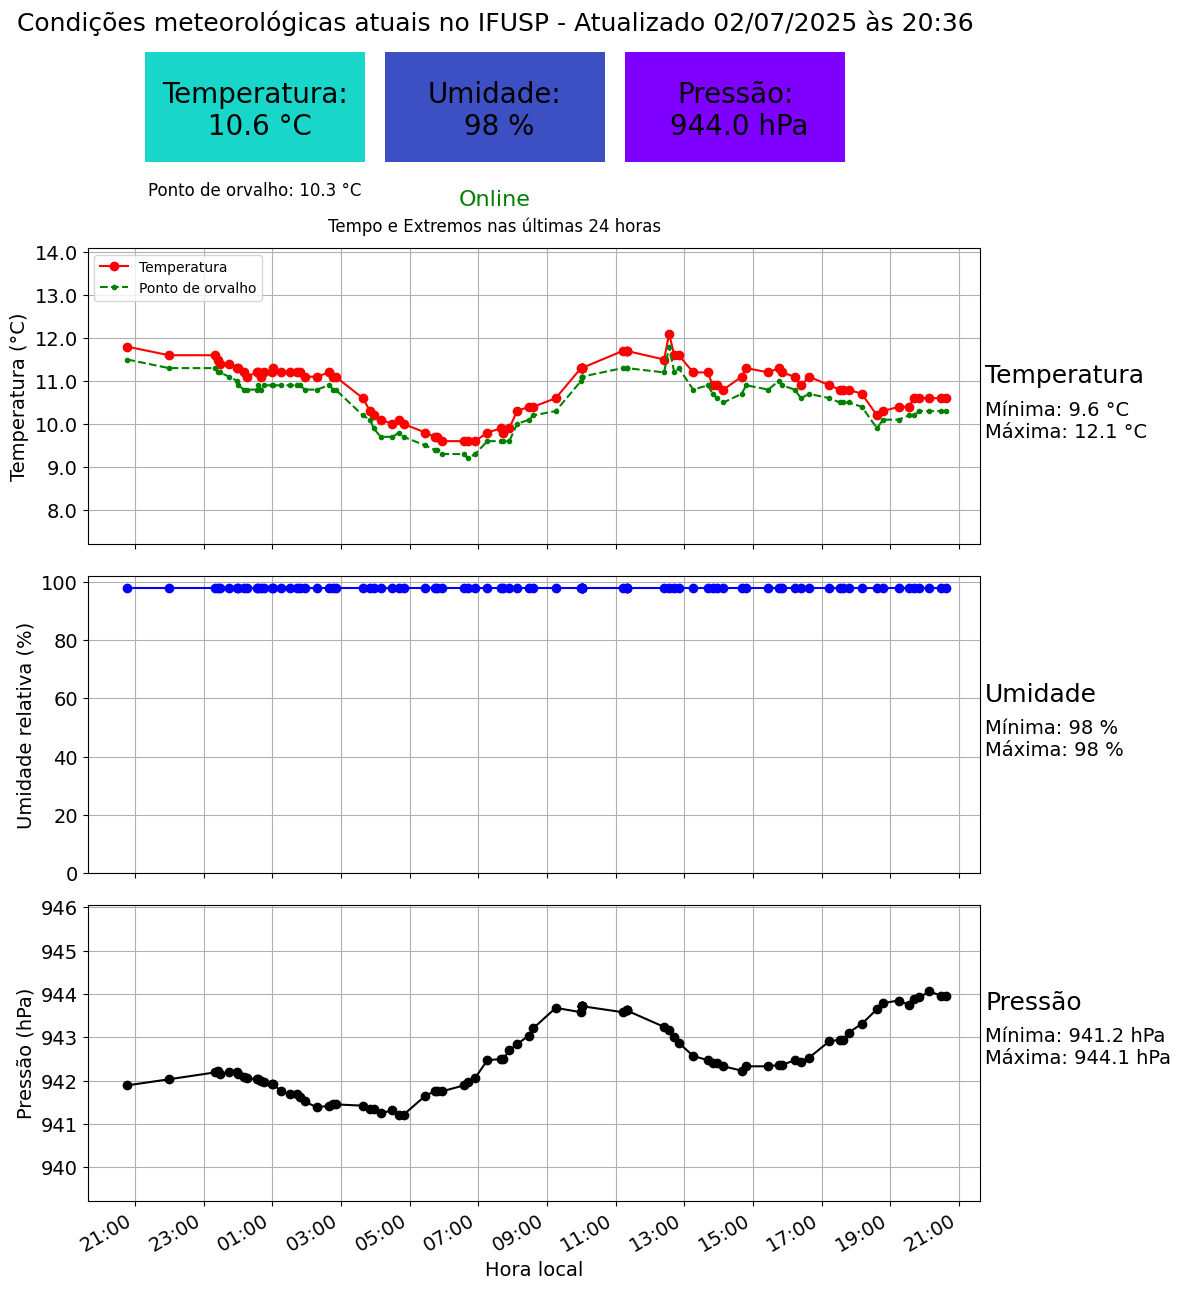 Condições meteorológicas atuais no IFUSP - Atualizado 02/07/2025 às 20:36
Temperatura:
10.6 °C
Umidade:
98 %
Pressão:
944.0 hPa
Ponto de orvalho: 10.3 °C
Online
Tempo e Extremos nas últimas 24 horas
Temperatura (°C)
14.0
13.0
12.0
11.0
10.0
9.0
8.0
Temperatura
Ponto de orvalho
Temperatura
Mínima: 9.6 °C
Máxima: 12.1 °C
Umidade relativa (%)
100
80
60
40
20
0
Umidade
Mínima: 98 %
Máxima: 98 %
Pressão (hPa)
946
945
944
943
942
941
940
Pressão
Mínima: 941.2 hPa
Máxima: 944.1 hPa
21:00 23:00 01:00 03:00 05:00 07:00 09:00 11:00 13:00 15:00 17:00 19:00 21:00
Hora local